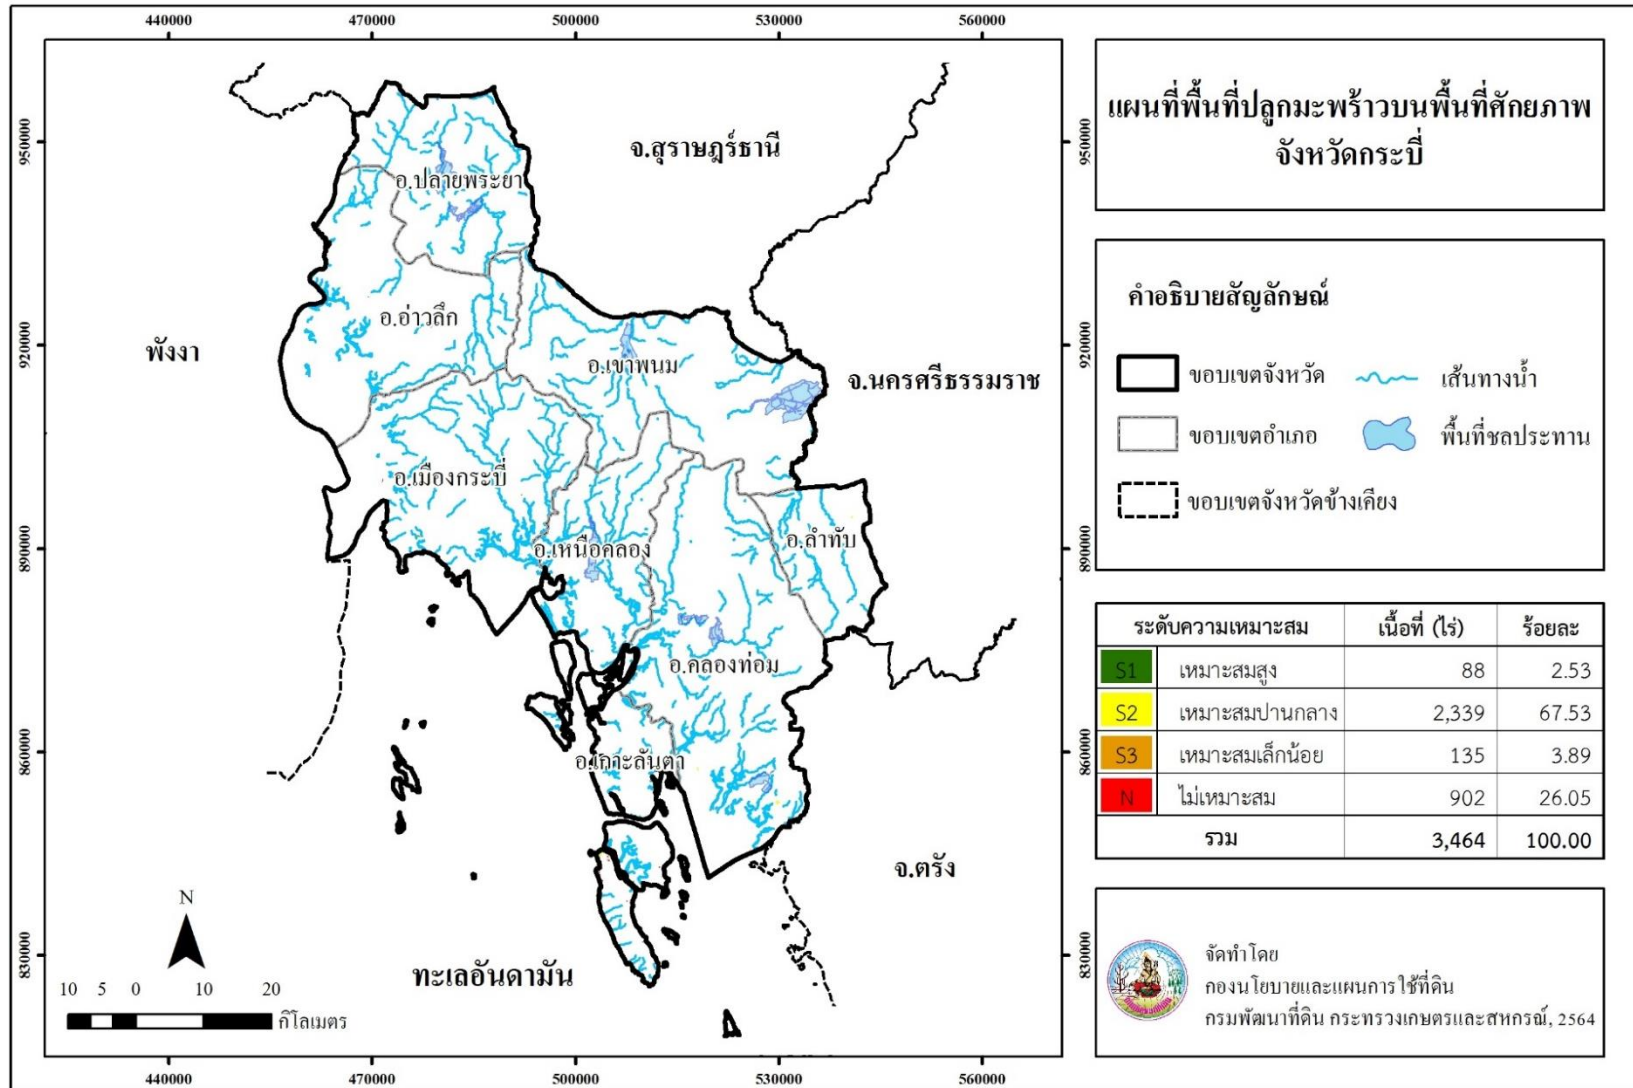 440000 470000 500000 530000 560000
แผนที่พื้นที่ปลูกมะพร้าวบนพื้นที่ศักยภาพ
จังหวัดกระบี่
950000 950000
920000 920000
890000 890000
860000 860000
830000 830000
จ.สุราษฎร์ธานี
อ.ปลายพระยา
อ.อ่าวลึก
พังงา
อ.เขาพนม
จ.นครศรีธรรมราช
อ.เมืองกระบี่
อ.เหนือคลอง
อ.ลำทับ
อ.คลองท่อม
อ.เกาะลันตา
จ.ตรัง
ทะเลอันดามัน
N
10 5 0 10 20
กิโลเมตร
440000 470000 500000 530000 560000
คำอธิบายสัญลักษณ์
ขอบเขตจังหวัด เส้นทางน้ำ
ขอบเขตอำเภอ พื้นที่ชลประทาน
ขอบเขตจังหวัดข้างเคียง
ระดับความเหมาะสม เนื้อที่ (ไร่) ร้อยละ
S1 เหมาะสมสูง 88 2.53
S2 เหมาะสมปานกลาง 2,339 67.53
S3 เหมาะสมเล็กน้อย 135 3.89
N ไม่เหมาะสม 902 26.05
รวม 3,464 100.00
จัดทำโดย
กองนโยบายและแผนการใช้ที่ดิน
กรมพัฒนาที่ดิน กระทรวงเกษตรและสหกรณ์, 2564